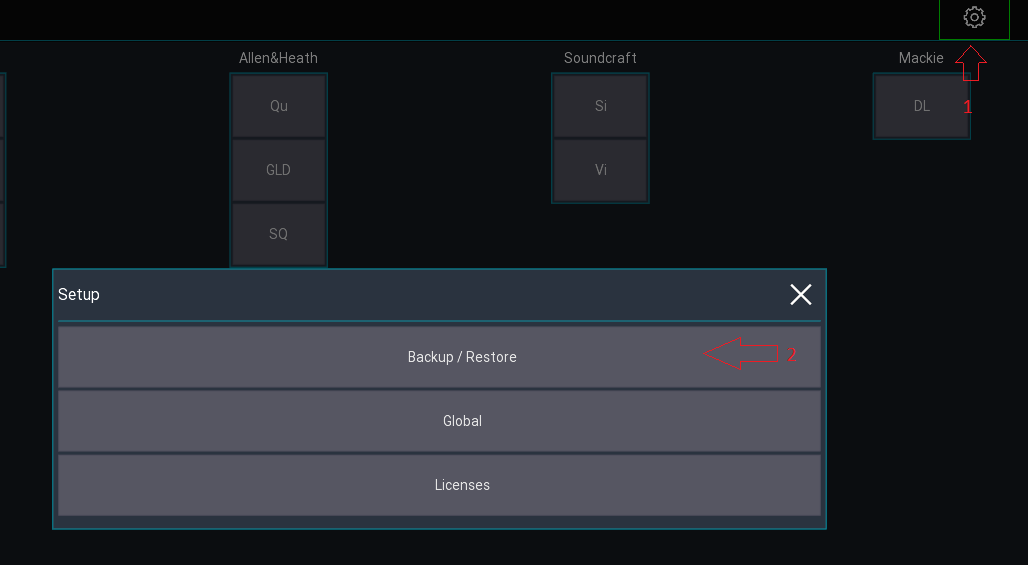 Allen&Heath
Soundcraft
Mackie
Qu
Si
DL
1
GLD
Vi
SQ
Setup
Backup / Restore
2
Global
Licenses